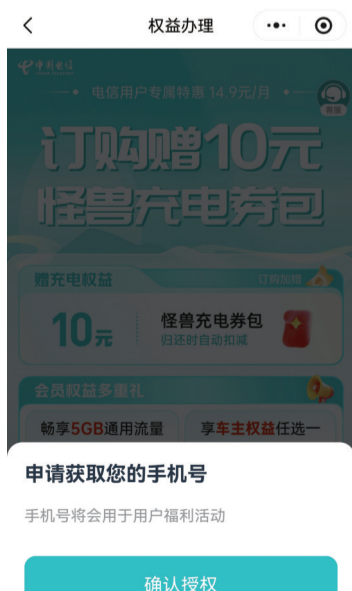 权益办理
中国电信
电信用户专属特惠 14.9元/月
客服
订购赠10元
怪兽充电券包
赠充电权益
订购加赠
10元
怪兽充电券包
归还时自动扣减
会员权益多重礼
畅享5GB通用流量
享车主权益任选一
申请获取您的手机号
手机号将会用于用户福利活动
确认授权